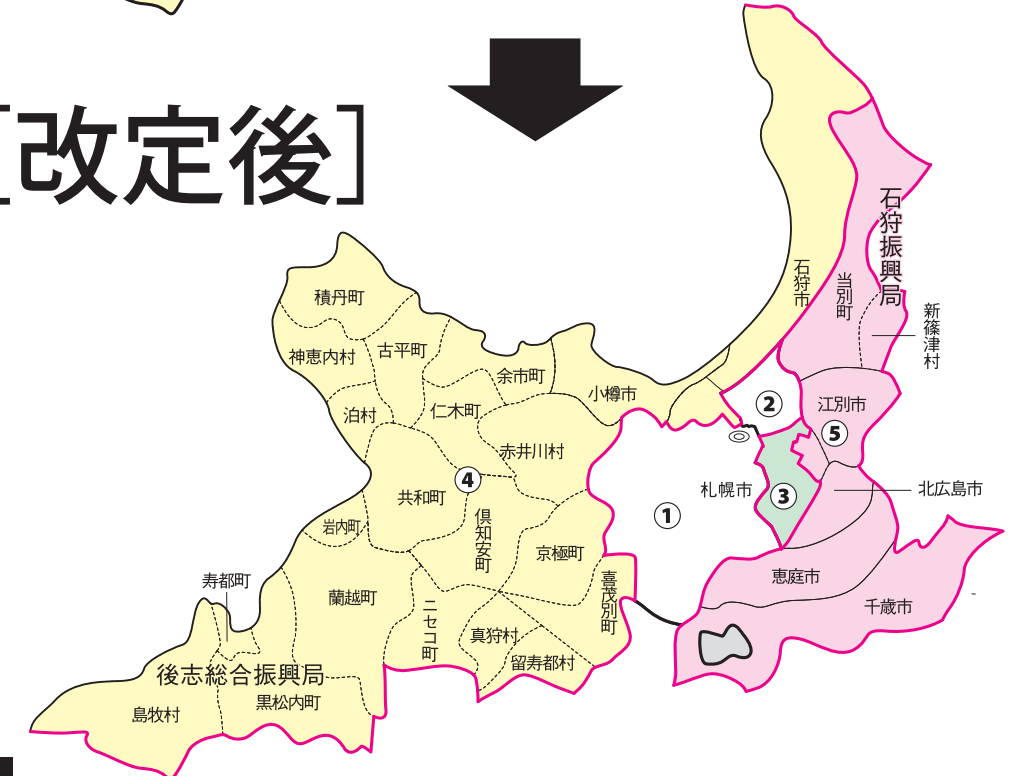 [改定後]
石狩振興局
石狩市
当別町
新篠津村
積丹町
神恵内村
古平町
余市町
小樽市
②
江別市
⑤
泊村
仁木町
赤井川村
④
共和町
札幌市
③
北広島市
①
岩内町
倶知安町
京極町
寿都町
蘭越町
喜茂別町
恵庭市
千歳市
ニセコ町
真狩村
留寿都村
後志総合振興局
黒松内町
島牧村